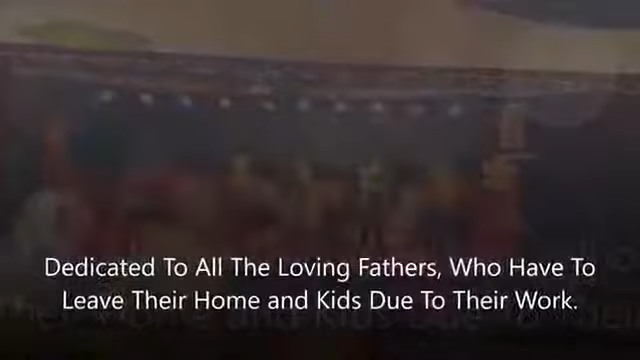 Dedicated To All The Loving Fathers, Who Have To
Leave Their Home and Kids Due To Their Work.